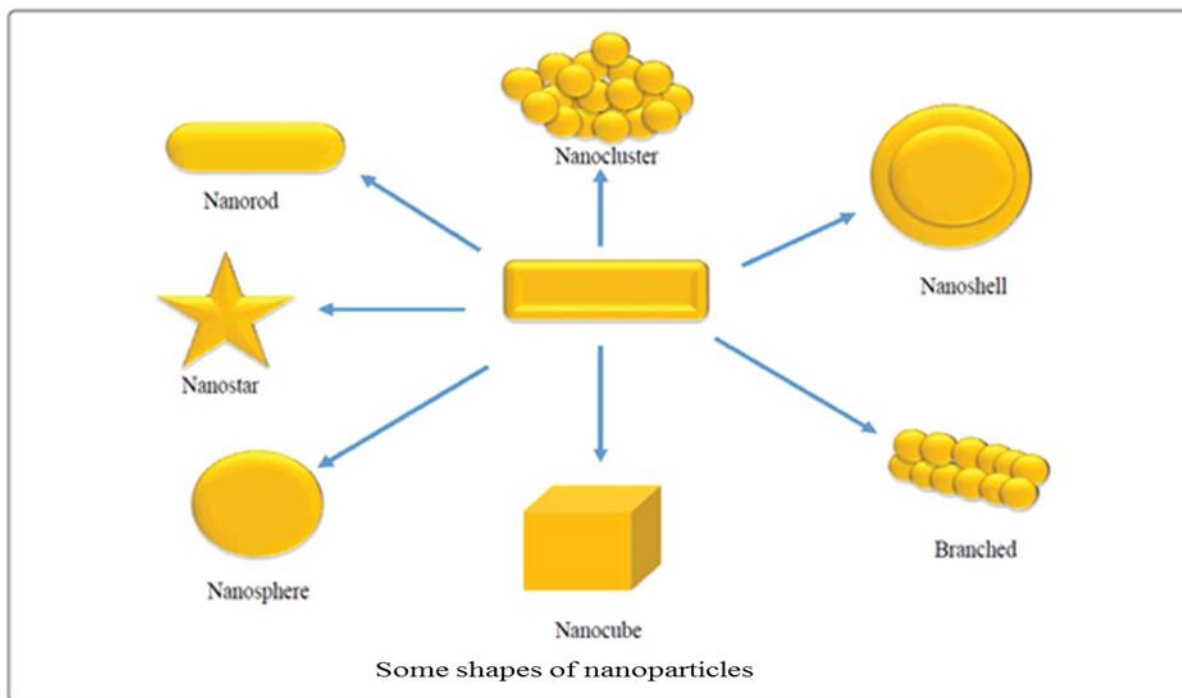 Nanocluster
Nanorod
Nanoshell
Nanostar
Branched
Nanosphere
Nanocube
Some shapes of nanoparticles